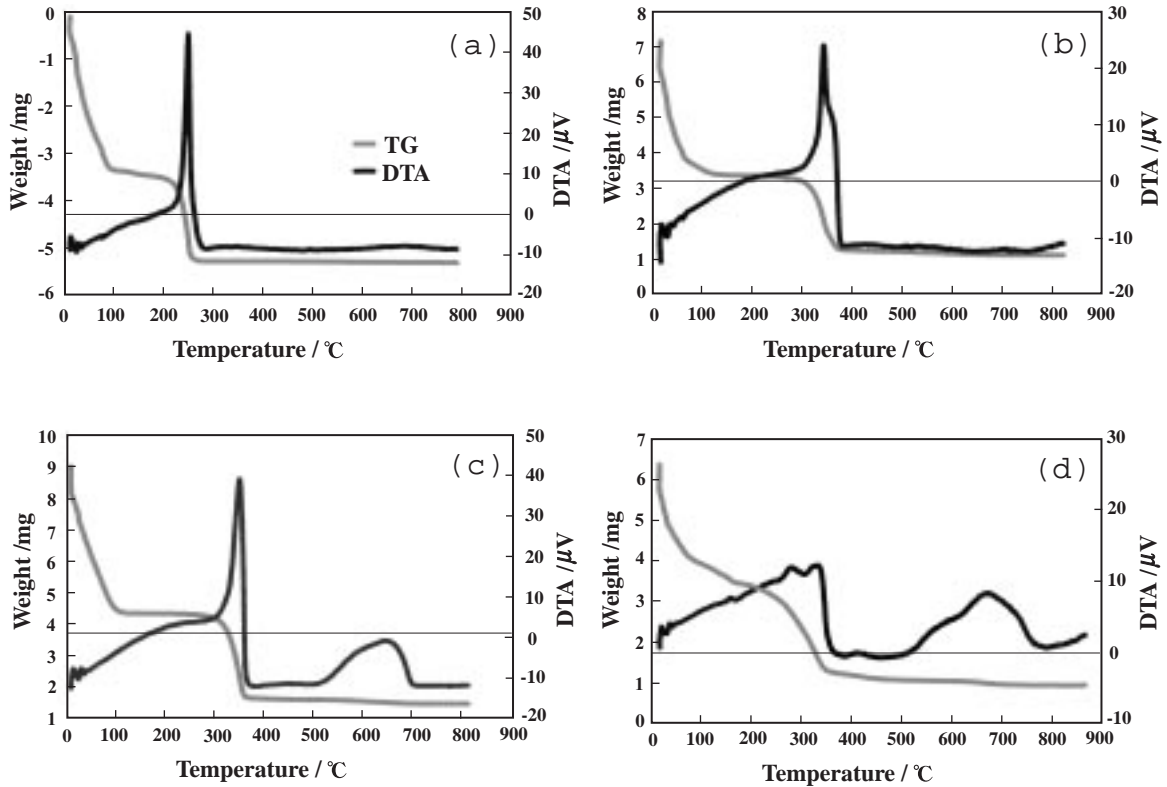 0 50
-1 40
-2 30
-3 20
-4 10
-5 0
-6 -10
-20
Weight /mg
DTA /μV
(a)
TG
DTA
0 100 200 300 400 500 600 700 800 900
Temperature / ℃
8 30
7 20
6 10
5 0
4 -10
3 -20
2
1
0
Weight /mg
DTA /μV
(b)
0 100 200 300 400 500 600 700 800 900
Temperature / ℃
10 50
9 40
8 30
7 20
6 10
5 0
4 -10
3 -20
2
1
Weight /mg
DTA /μV
(c)
0 100 200 300 400 500 600 700 800 900
Temperature / ℃
7 30
6 20
5 10
4 0
3 -10
2
1
0
Weight /mg
DTA /μV
(d)
0 100 200 300 400 500 600 700 800 900
Temperature / ℃